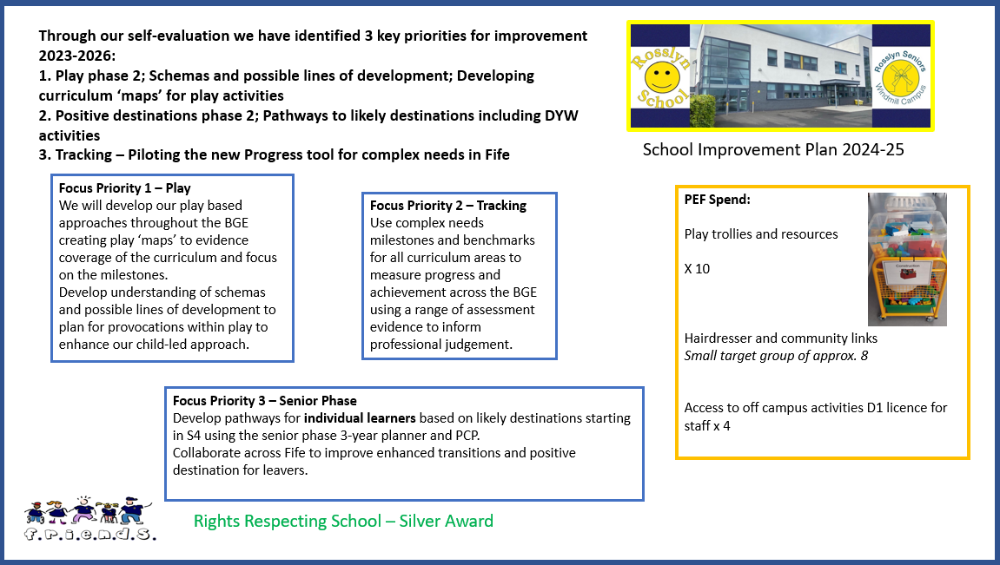 Through our self-evaluation we have identified 3 key priorities for improvement
2023-2026:
1. Play phase 2; Schemas and possible lines of development; Developing
curriculum ‘maps’ for play activities
2. Positive destinations phase 2; Pathways to likely destinations including DYW
activities
3. Tracking – Piloting the new Progress tool for complex needs in Fife
Rosslyn
School
Rosslyn Seniors
Windmill Campus
School Improvement Plan 2024-25
Focus Priority 1 – Play
We will develop our play based
approaches throughout the BGE
creating play ‘maps’ to evidence
coverage of the curriculum and focus
on the milestones.
Develop understanding of schemas
and possible lines of development to
plan for provocations within play to
enhance our child-led approach.
Focus Priority 2 – Tracking
Use complex needs
milestones and benchmarks
for all curriculum areas to
measure progress and
achievement across the BGE
using a range of assessment
evidence to inform
professional judgement.
PEF Spend:
Play trollies and resources
X 10
Construction
Hairdresser and community links
Small target group of approx. 8
Access to off campus activities D1 licence for
staff x 4
Focus Priority 3 – Senior Phase
Develop pathways for individual learners based on likely destinations starting
in S4 using the senior phase 3-year planner and PCP.
Collaborate across Fife to improve enhanced transitions and positive
destination for leavers.
f.r.i.e.n.d.s.
Rights Respecting School – Silver Award